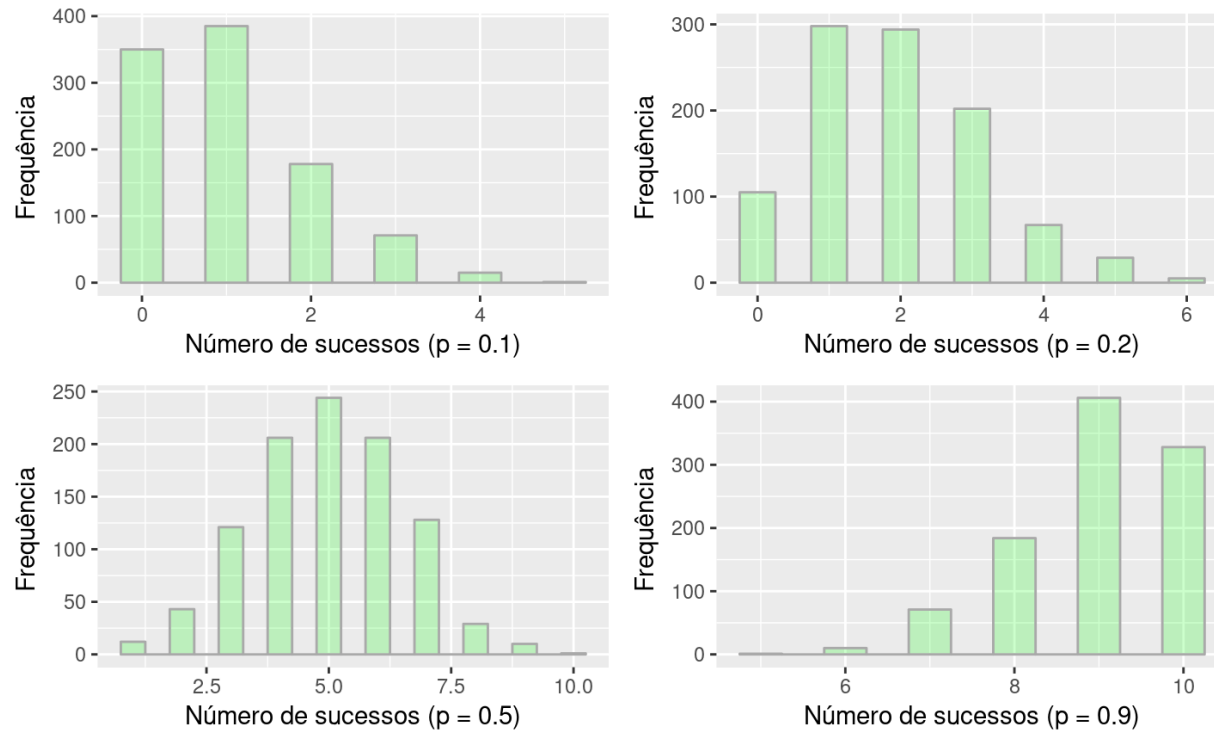 400
300
200
100
0
Frequência
0 2 4
Número de sucessos (p = 0.1)
300
200
100
0
Frequência
0 2 4 6
Número de sucessos (p = 0.2)
250
200
150
100
50
0
Frequência
2.5 5.0 7.5 10.0
Número de sucessos (p = 0.5)
400
300
200
100
0
Frequência
6 8 10
Número de sucessos (p = 0.9)